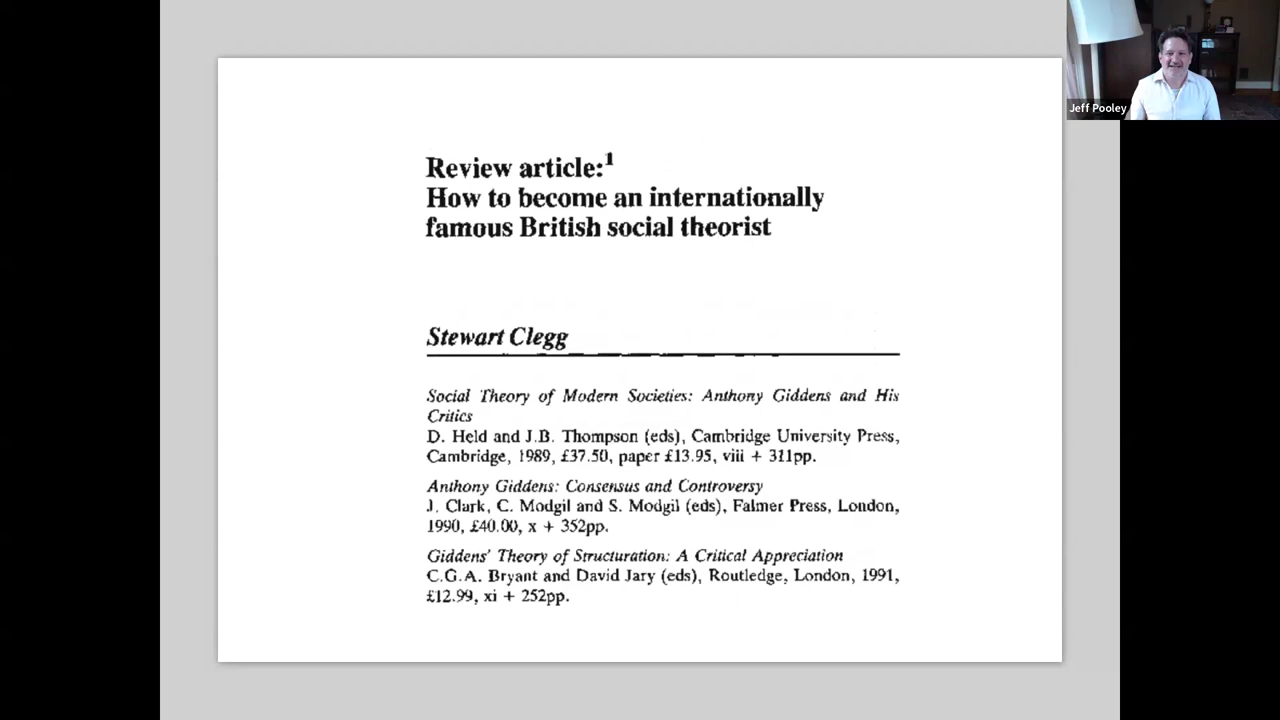 Review article:¹
How to become an internationally
famous British social theorist
Stewart Clegg
Social Theory of Modern Societies: Anthony Giddens and His
Critics
D. Held and J.B. Thompson (eds), Cambridge University Press,
Cambridge, 1989, £37.50, paper £13.95, viii + 311pp.
Anthony Giddens: Consensus and Controversy
J. Clark, C. Modgil and S. Modgil (eds), Falmer Press, London,
1990, £40.00, x + 352pp.
Giddens' Theory of Structuration: A Critical Appreciation
C.G.A. Bryant and David Jary (eds), Routledge, London, 1991,
£12.99, xi + 252pp.
Jeff Pooley